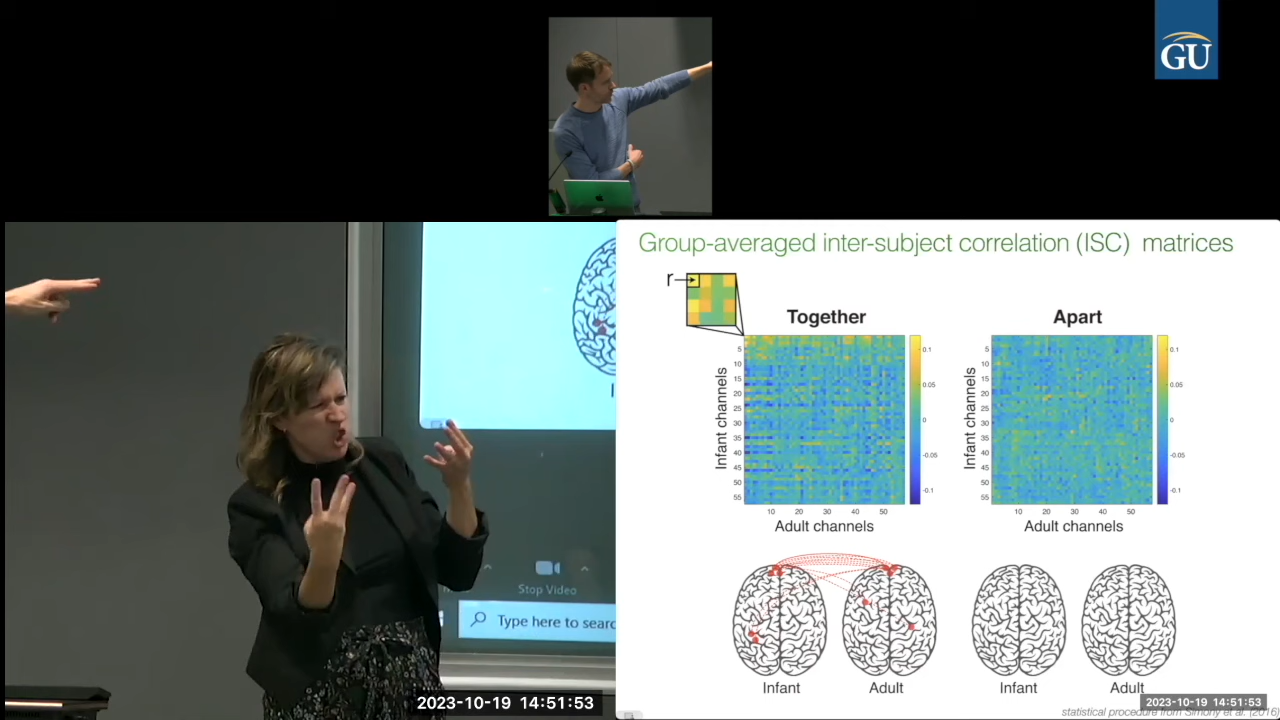 GU
Group-averaged inter-subject correlation (ISC) matrices
r
Together
Apart
Infant channels
5
10
15
20
25
30
35
40
45
50
55
10 20 30 40 50
Adult channels
0.1
0.05
0
-0.05
-0.1
Infant channels
5
10
15
20
25
30
35
40
45
50
55
10 20 30 40 50
Adult channels
0.1
0.05
0
-0.05
-0.1
Infant
Adult
Infant
Adult
Stop Video
Type here to searc
2023-10-19 14:51:53
2023-10-19 14:51:53
statistical procedure from Simony et al. (2016)